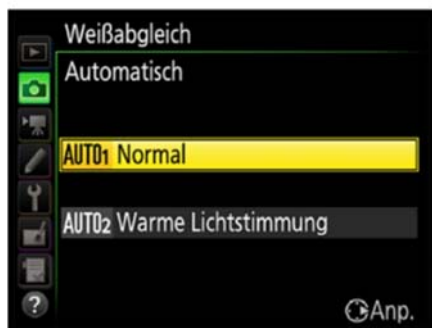 Weißabgleich
Automatisch
AUTO1 Normal
AUTO2 Warme Lichtstimmung
?
Anp.